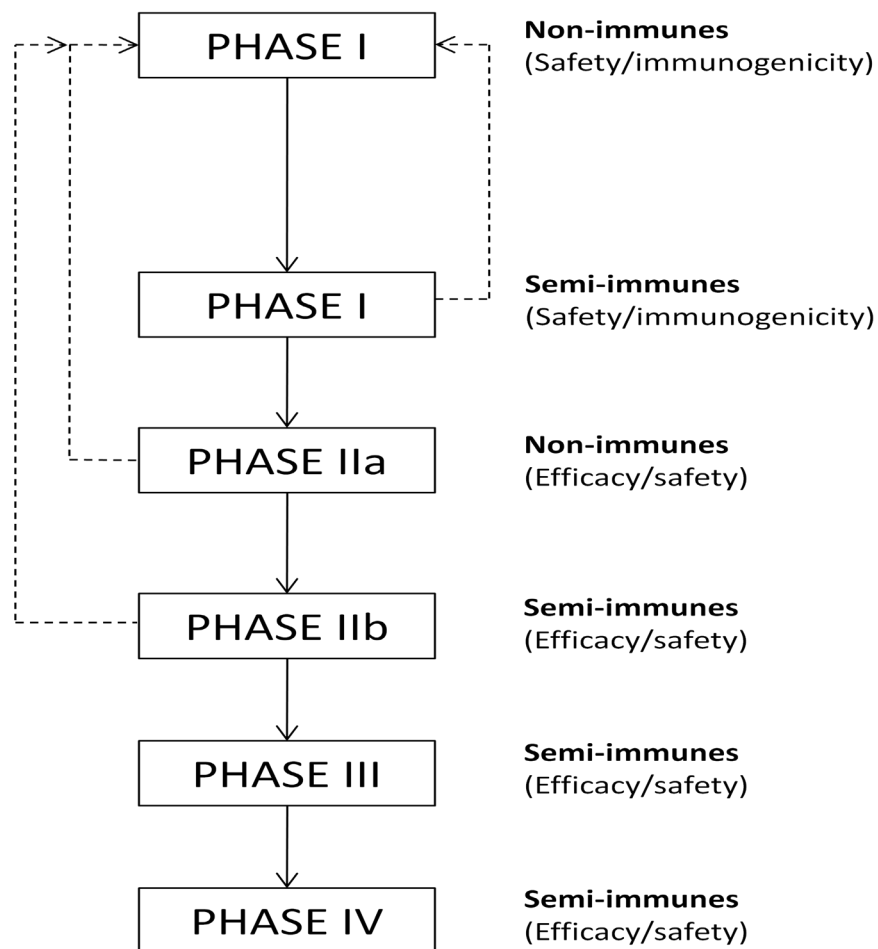 PHASE I
Non-immunes
(Safety/immunogenicity)
PHASE I
Semi-immunes
(Safety/immunogenicity)
PHASE IIa
Non-immunes
(Efficacy/safety)
PHASE IIb
Semi-immunes
(Efficacy/safety)
PHASE III
Semi-immunes
(Efficacy/safety)
PHASE IV
Semi-immunes
(Efficacy/safety)